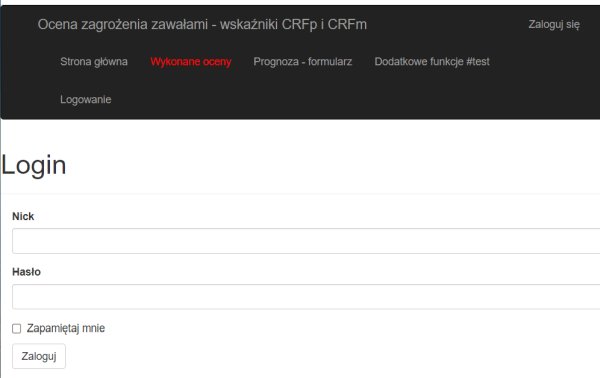 Ocena zagrożenia zawałami - wskaźniki CRFp i CRFm Zaloguj się
Strona główna Wykonane oceny Prognoza - formularz Dodatkowe funkcje #test
Logowanie
Login
Nick
Hasło
Zapamiętaj mnie
Zaloguj